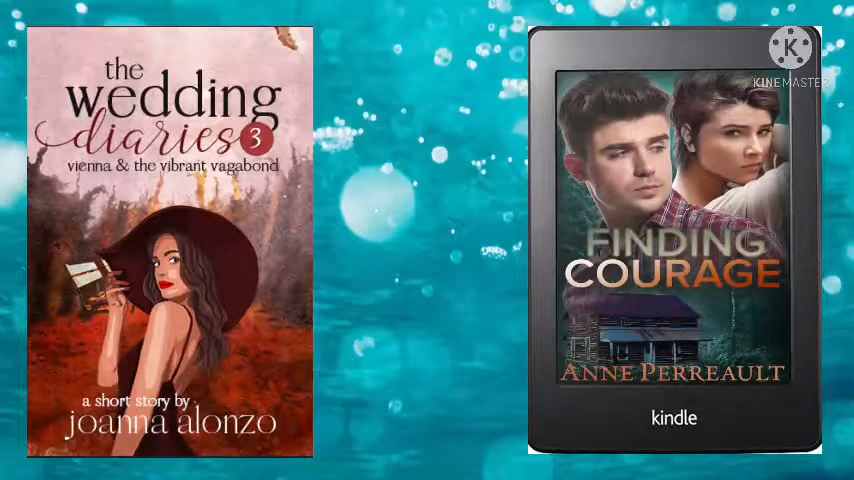 the
wedding
diaries 3
vienna & the vibrant vagabond
a short story by
joanna alonzo
K
KINEMASTER
FINDING
COURAGE
ANNE PERREAULT
kindle